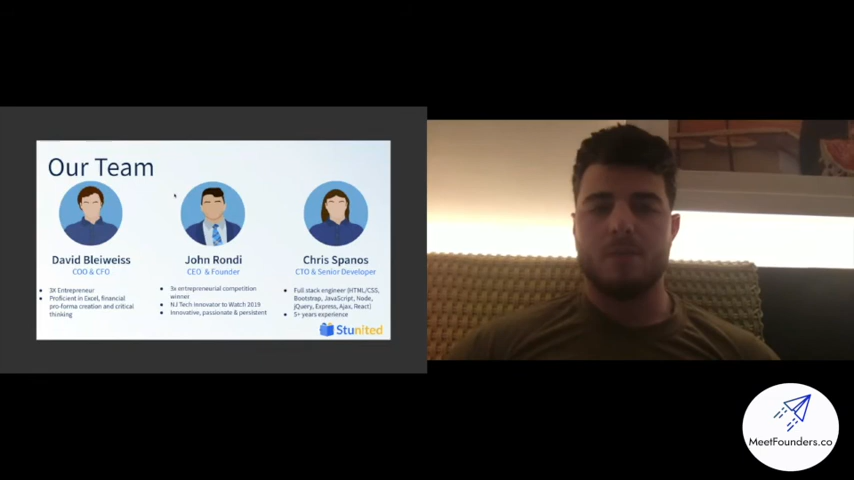 Our Team
David Bleiweiss
COO & CFO
3X Entrepreneur
Proficient in Excel, financial
pro-forma creation and critical
thinking
John Rondi
CEO & Founder
3x entrepreneurial competition
winner
NJ Tech Innovator to Watch 2019
Innovative, passionate & persistent
Chris Spanos
CTO & Senior Developer
Full stack engineer (HTML/CSS,
Bootstrap, JavaScript, Node,
jQuery, Express, Ajax, React)
5+ years experience
Stunited
MeetFounders.co